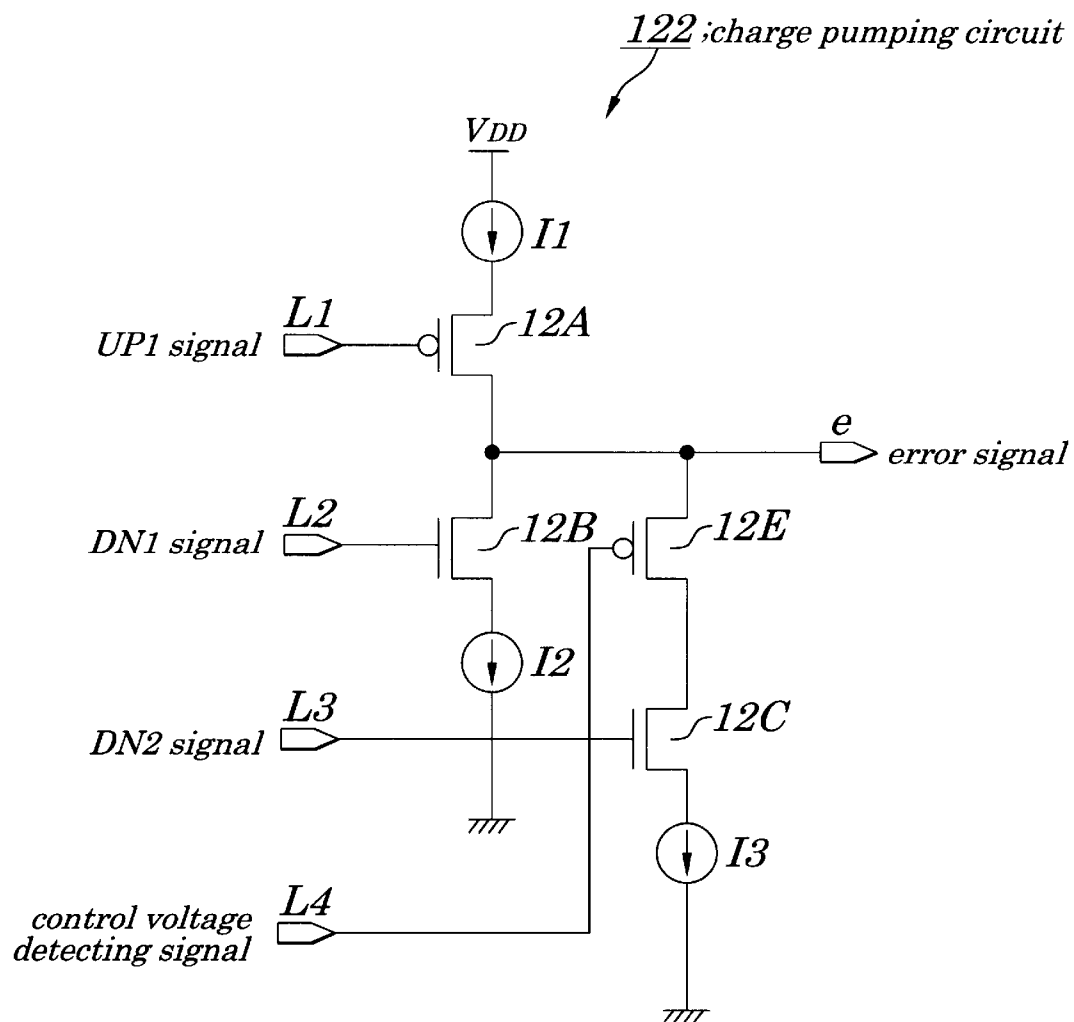 122 ;charge pumping circuit
VDD
I1
L1
UP1 signal
12A
e
error signal
L2
DN1 signal
12B
12E
I2
L3
DN2 signal
12C
I3
L4
control voltage
detecting signal